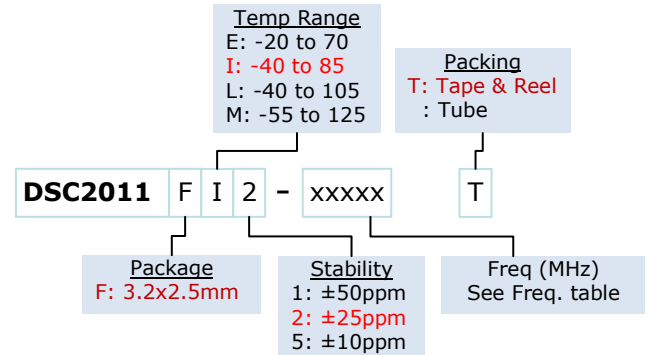 Temp Range
E: -20 to 70
I: -40 to 85
L: -40 to 105
M: -55 to 125
Packing
T: Tape & Reel
: Tube
DSC2011 F I 2 - xxxxx T
Package
F: 3.2x2.5mm
Stability
1: ±50ppm
2: ±25ppm
5: ±10ppm
Freq (MHz)
See Freq. table